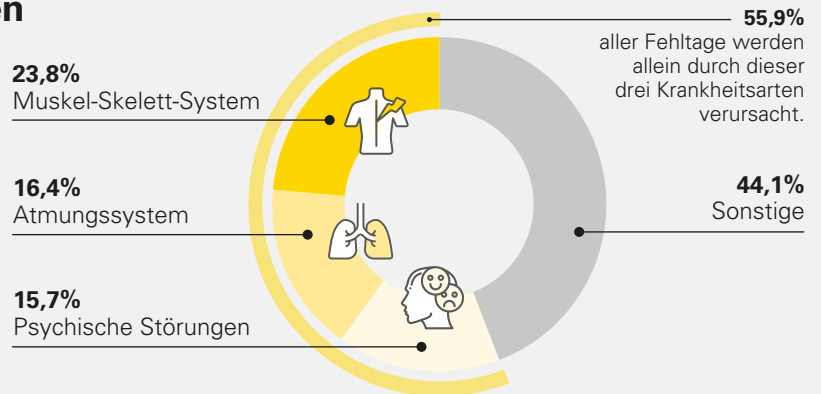 en
23,8%
Muskel-Skelett-System
16,4%
Atmungssystem
15,7%
Psychische Störungen
55,9%
aller Fehltage werden
allein durch dieser
drei Krankheitsarten
verursacht.
44,1%
Sonstige